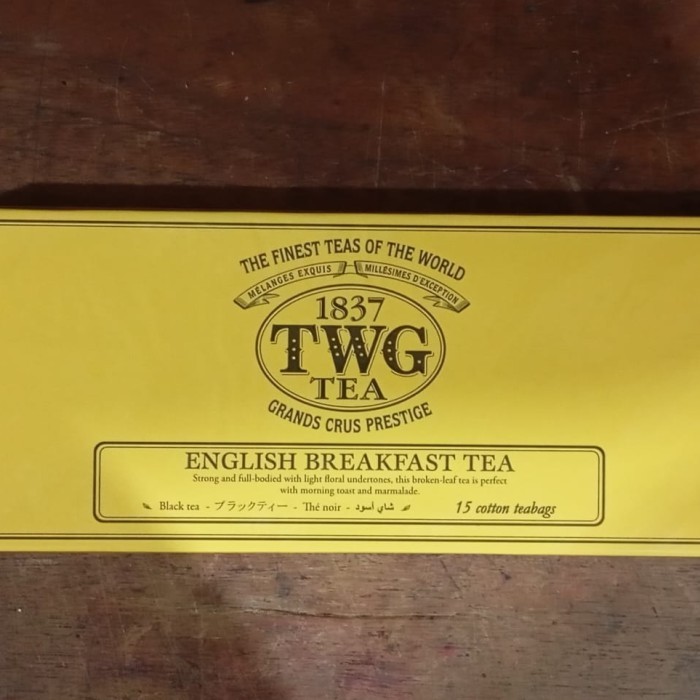 THE FINEST TEAS OF THE WORLD
MÉLANGES EXQUIS MILLÉSIMES D'EXCEPTION
1837
TWG
TEA
GRANDS CRUS PRESTIGE
ENGLISH BREAKFAST TEA
Strong and full-bodied with light floral undertones, this broken-leaf tea is perfect
with morning toast and marmalade.
Black tea - ブラックティー - Thé noir - شاي أسود 15 cotton teabags